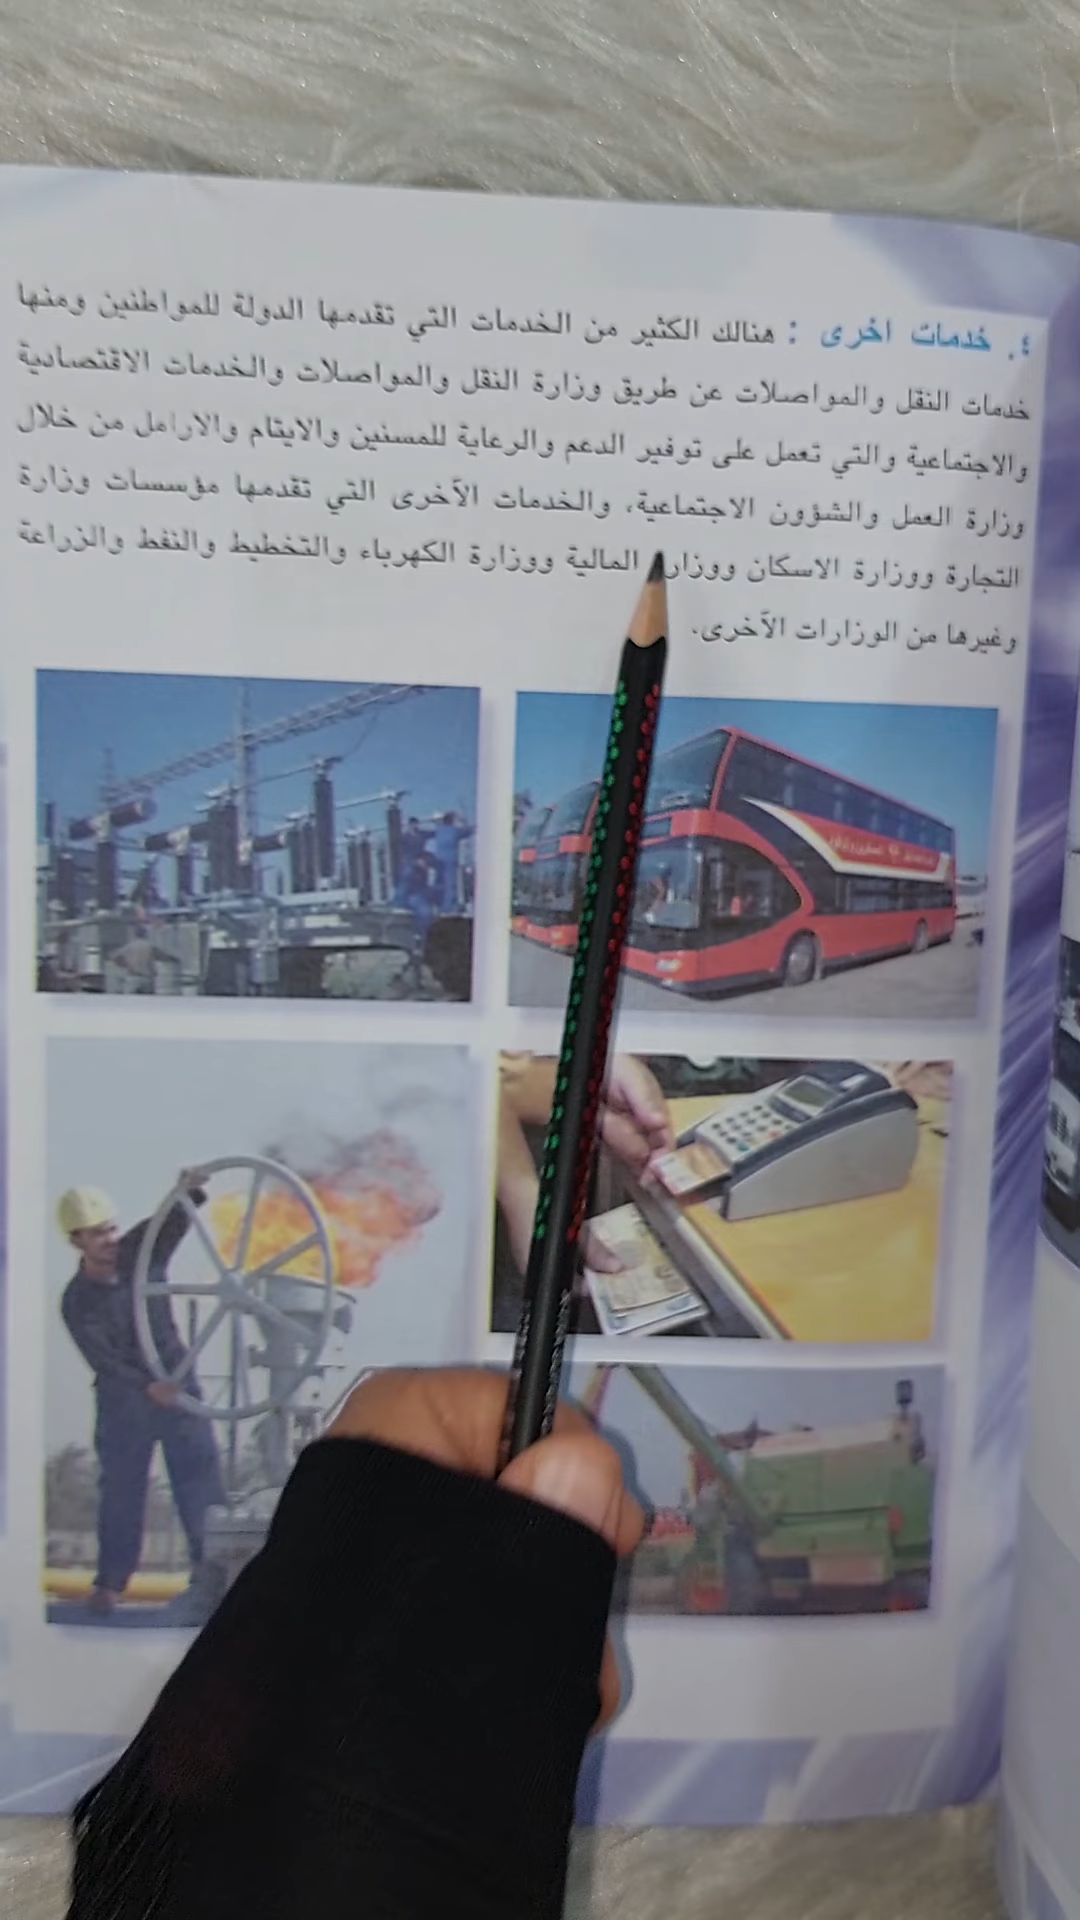 ٤. خدمات اخرى : هنالك الكثير من الخدمات التي تقدمها الدولة للمواطنين ومنها
خدمات النقل والمواصلات عن طريق وزارة النقل والمواصلات والخدمات الاقتصادية
والاجتماعية والتي تعمل على توفير الدعم والرعاية للمسنين والايتام والارامل من خلال
وزارة العمل والشؤون الاجتماعية، والخدمات الآخرى التي تقدمها مؤسسات وزارة
التجارة ووزارة الاسكان ووزارة المالية ووزارة الكهرباء والتخطيط والنفط والزراعة
وغيرها من الوزارات الآخرى.